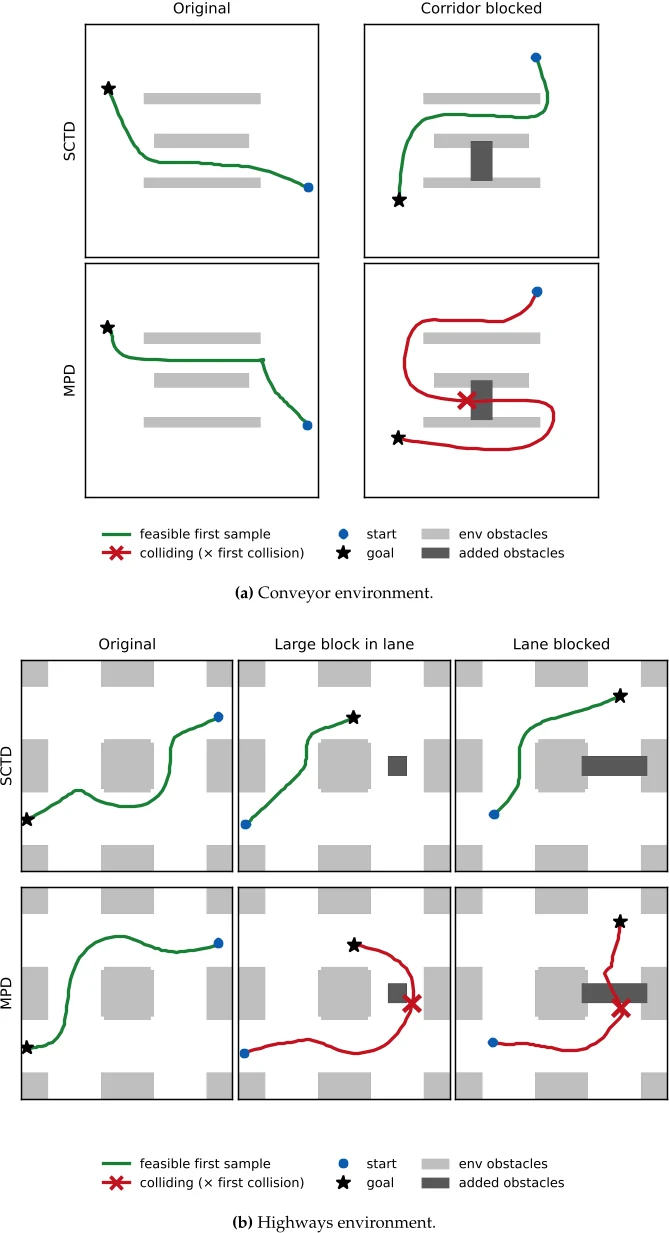 Original Corridor blocked
SCTD
MPD
feasible first sample start env obstacles
colliding (× first collision) goal added obstacles
(a) Conveyor environment.
Original Large block in lane Lane blocked
SCTD
MPD
feasible first sample start env obstacles
colliding (× first collision) goal added obstacles
(b) Highways environment.